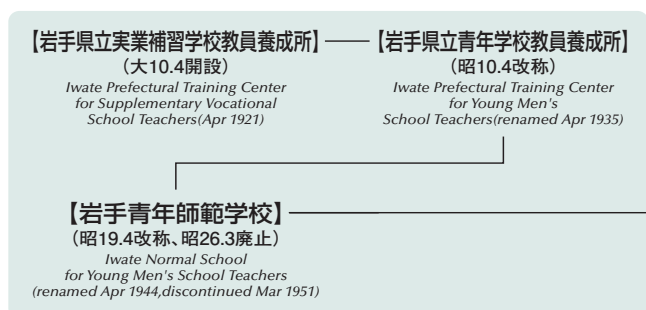 【岩手県立実業補習学校教員養成所】
（大10.4開設）
Iwate Prefectural Training Center
for Supplementary Vocational
School Teachers(Apr 1921)
【岩手県立青年学校教員養成所】
（昭10.4改称）
Iwate Prefectural Training Center
for Young Men's
School Teachers(renamed Apr 1935)
【岩手青年師範学校】
（昭19.4改称、昭26.3廃止）
Iwate Normal School
for Young Men's School Teachers
(renamed Apr 1944,discontinued Mar 1951)